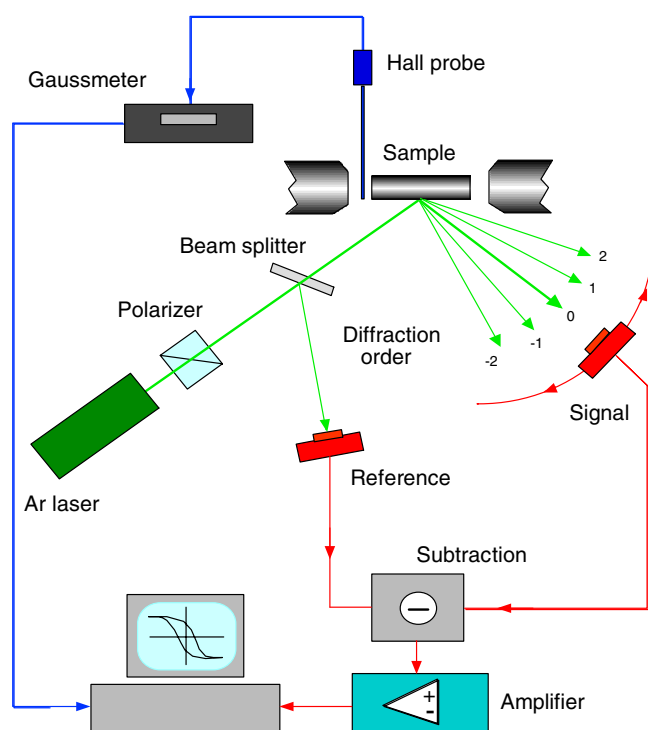 Hall probe
Gaussmeter
Sample
Beam splitter
2
1
0
-1
-2
Polarizer
Diffraction
order
Signal
Reference
Ar laser
Subtraction
−
+
-
Amplifier